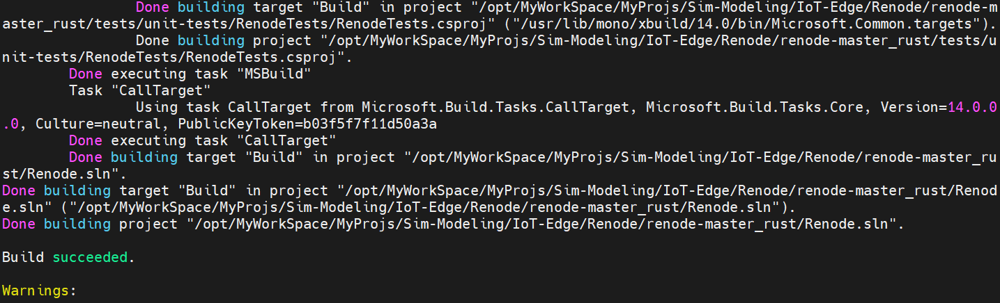 Done building target "Build" in project "/opt/MyWorkSpace/MyProjs/Sim-Modeling/IoT-Edge/Renode/renode-m
aster_rust/tests/unit-tests/RenodeTests/RenodeTests.csproj" ("/usr/lib/mono/xbuild/14.0/bin/Microsoft.Common.targets").
Done building project "/opt/MyWorkSpace/MyProjs/Sim-Modeling/IoT-Edge/Renode/renode-master_rust/tests/u
nit-tests/RenodeTests/RenodeTests.csproj".
Done executing task "MSBuild"
Task "CallTarget"
Using task CallTarget from Microsoft.Build.Tasks.CallTarget, Microsoft.Build.Tasks.Core, Version=14.0.0
.0, Culture=neutral, PublicKeyToken=b03f5f7f11d50a3a
Done executing task "CallTarget"
Done building target "Build" in project "/opt/MyWorkSpace/MyProjs/Sim-Modeling/IoT-Edge/Renode/renode-master_ru
st/Renode.sln".
Done building target "Build" in project "/opt/MyWorkSpace/MyProjs/Sim-Modeling/IoT-Edge/Renode/renode-master_rust/Renod
e.sln" ("/opt/MyWorkSpace/MyProjs/Sim-Modeling/IoT-Edge/Renode/renode-master_rust/Renode.sln").
Done building project "/opt/MyWorkSpace/MyProjs/Sim-Modeling/IoT-Edge/Renode/renode-master_rust/Renode.sln".
Build succeeded.
Warnings: